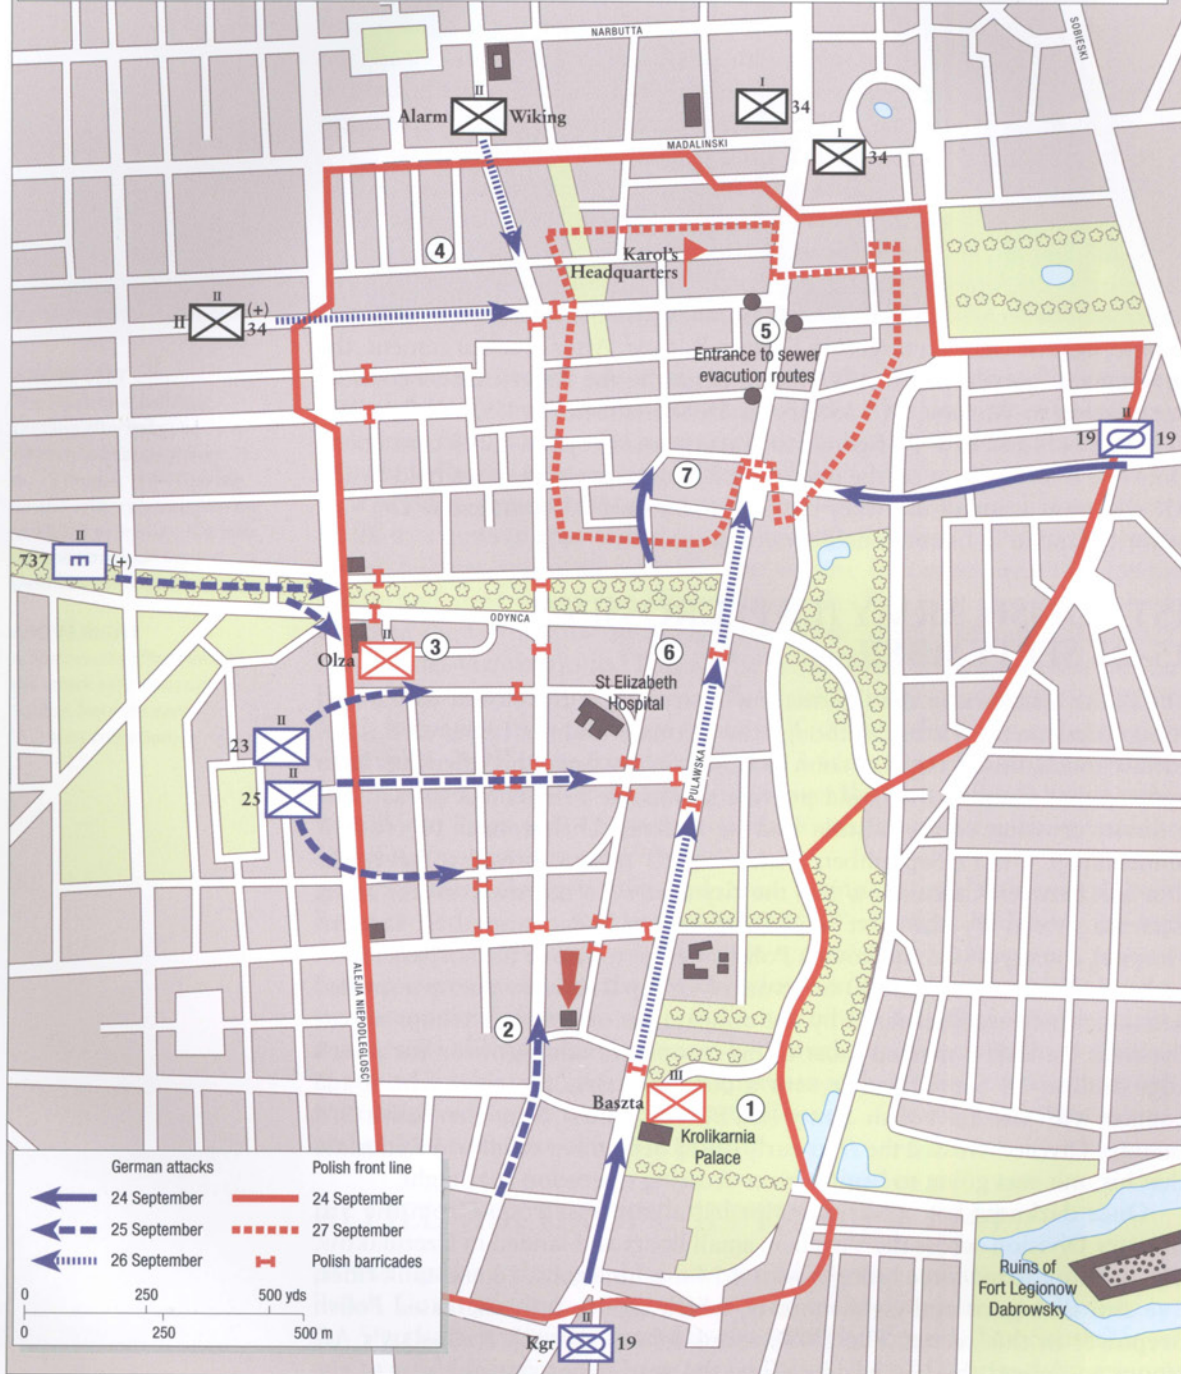 NARBUTTA
SOBIESKI
II
Alarm Wiking
I
34
MADALINSKI
I
34
4
Karol's
Headquarters
II
II (+)
34
5
Entrance to sewer
evacution routes
II
19 19
7
II
737 E (+)
ODYNCA
II
Olza
3
6
St Elizabeth
Hospital
II
23
II
25
PULAWSKA
ALEJIA NIEPODLEGLOSCI
2
III
Baszta
1
Krolikarnia
Palace
German attacks
24 September
25 September
26 September
Polish front line
24 September
27 September
Polish barricades
0 250 500 yds
0 250 500 m
II
Kgr 19
Ruins of
Fort Legionow
Dabrowsky